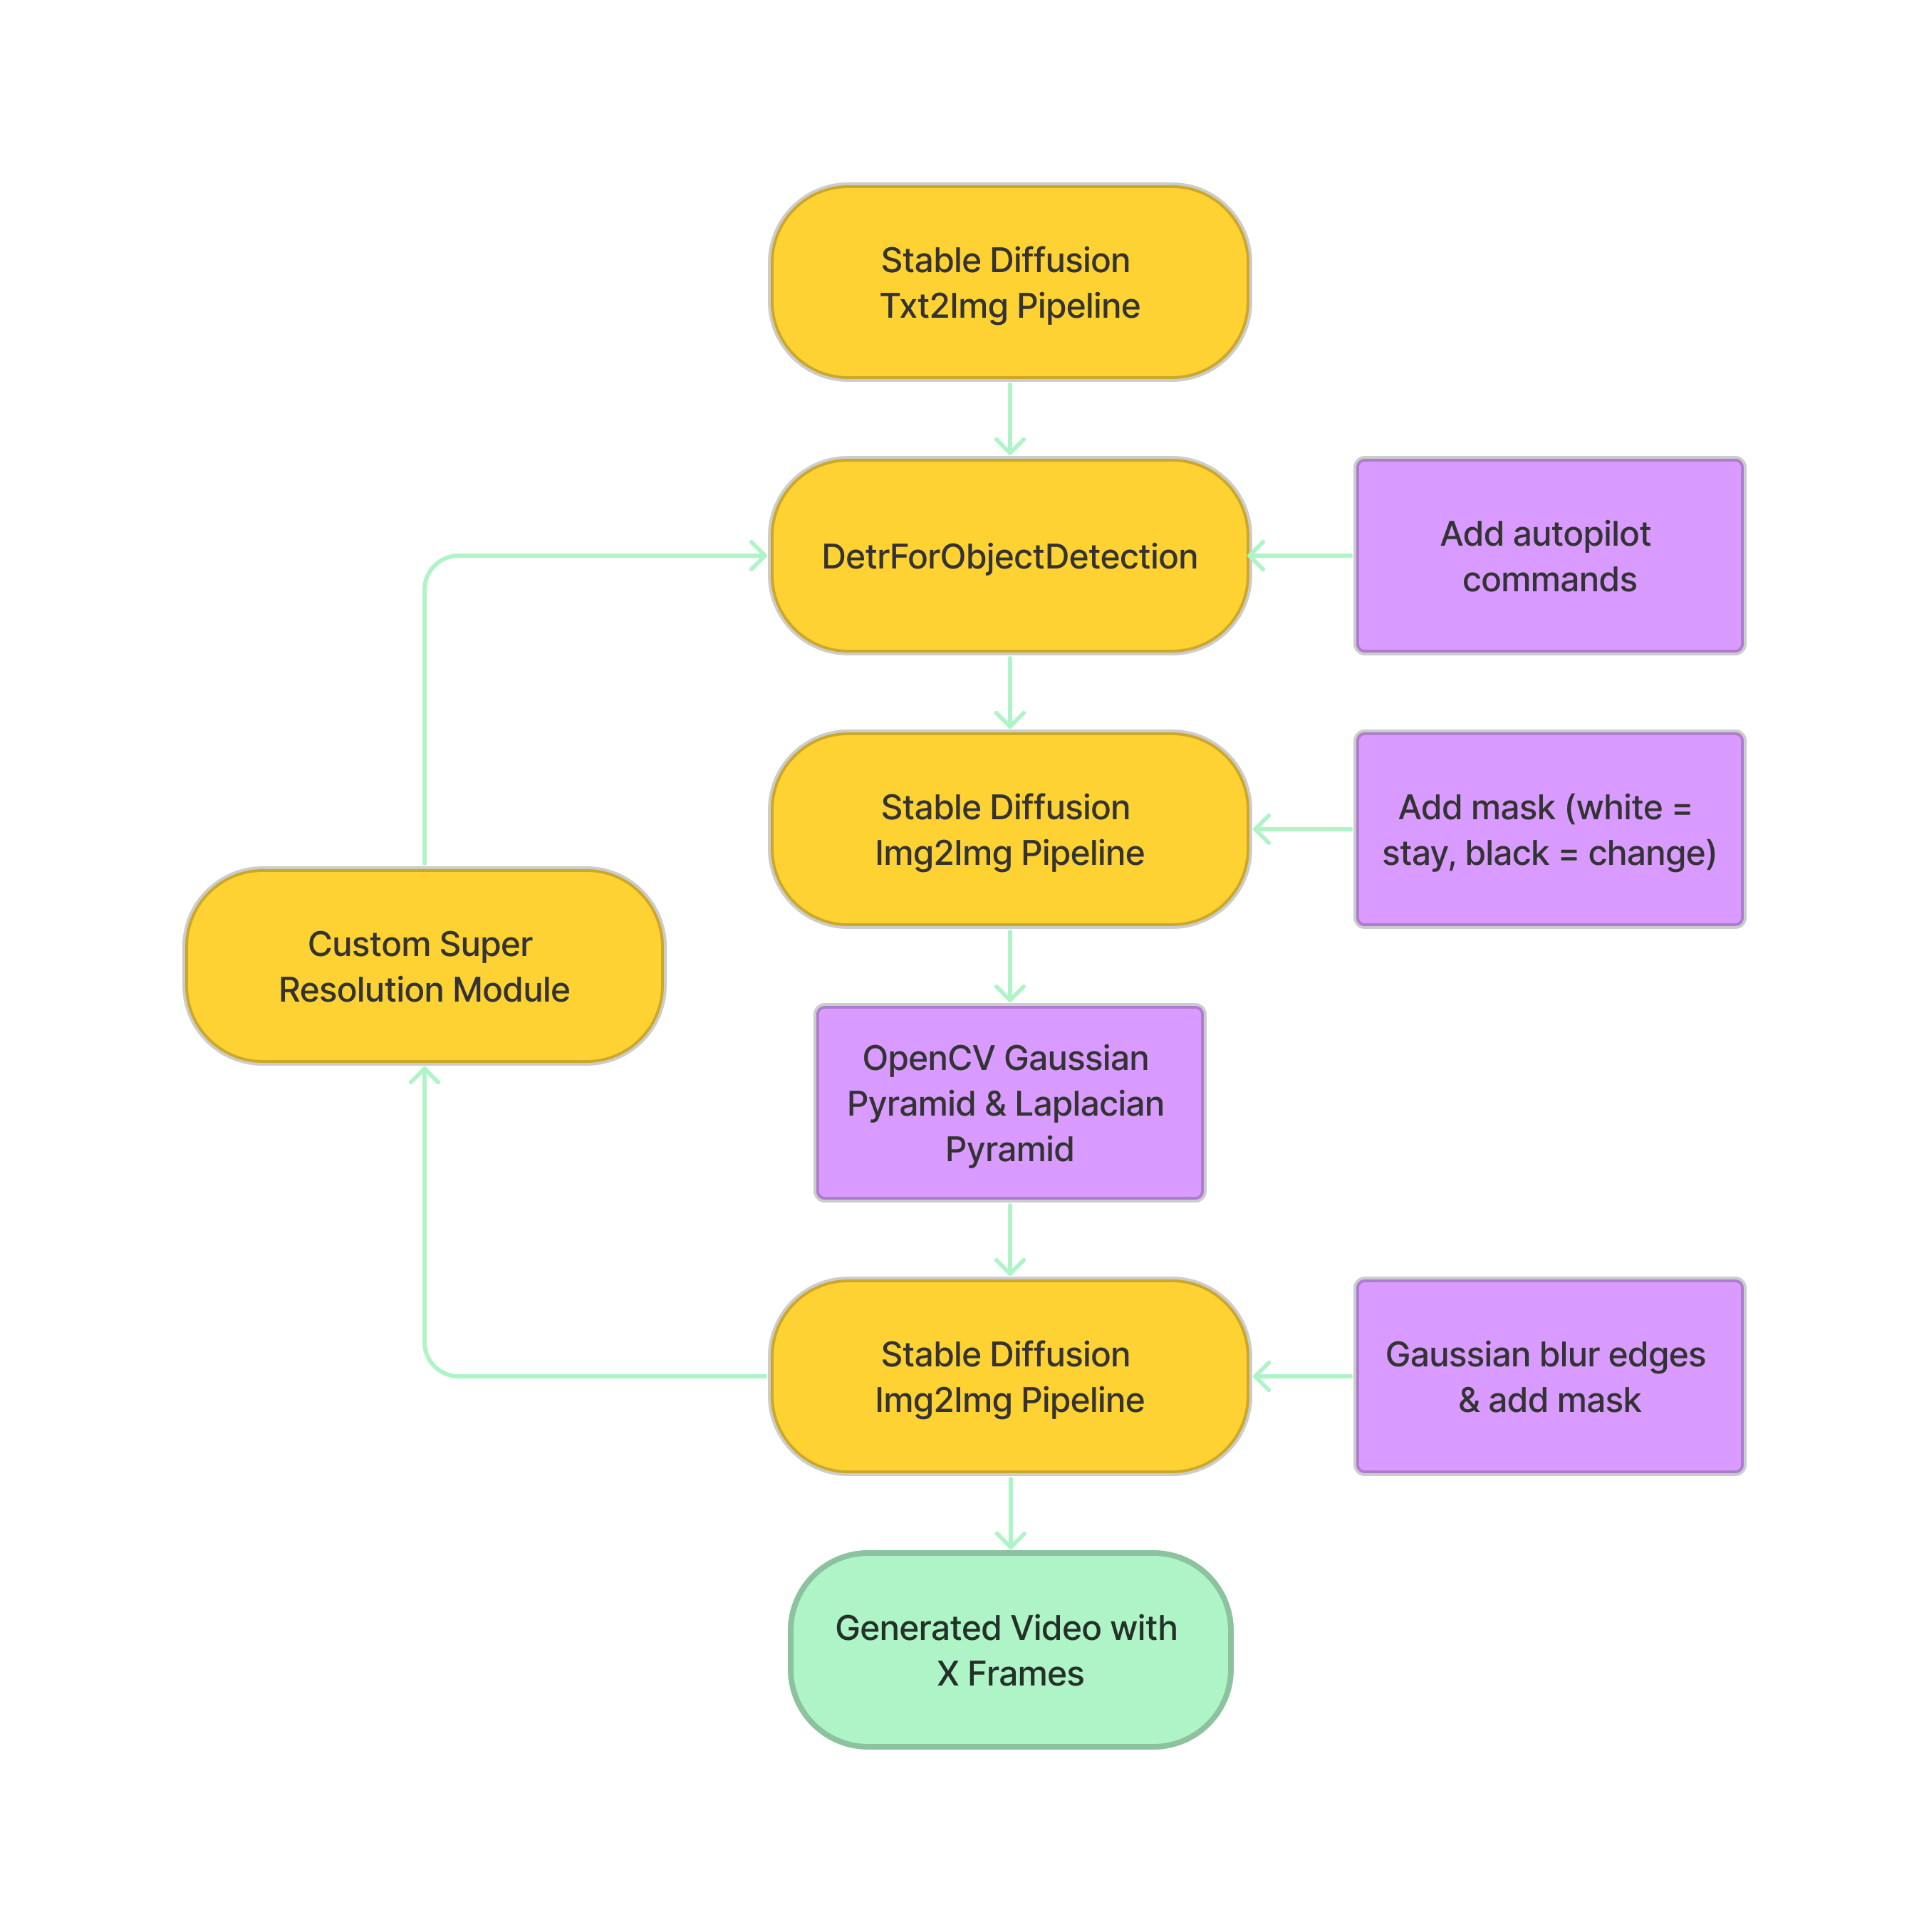 Stable Diffusion
Txt2Img Pipeline
DetrForObjectDetection
Add autopilot
commands
Stable Diffusion
Img2Img Pipeline
Add mask (white =
stay, black = change)
Custom Super
Resolution Module
OpenCV Gaussian
Pyramid & Laplacian
Pyramid
Stable Diffusion
Img2Img Pipeline
Gaussian blur edges
& add mask
Generated Video with
X Frames